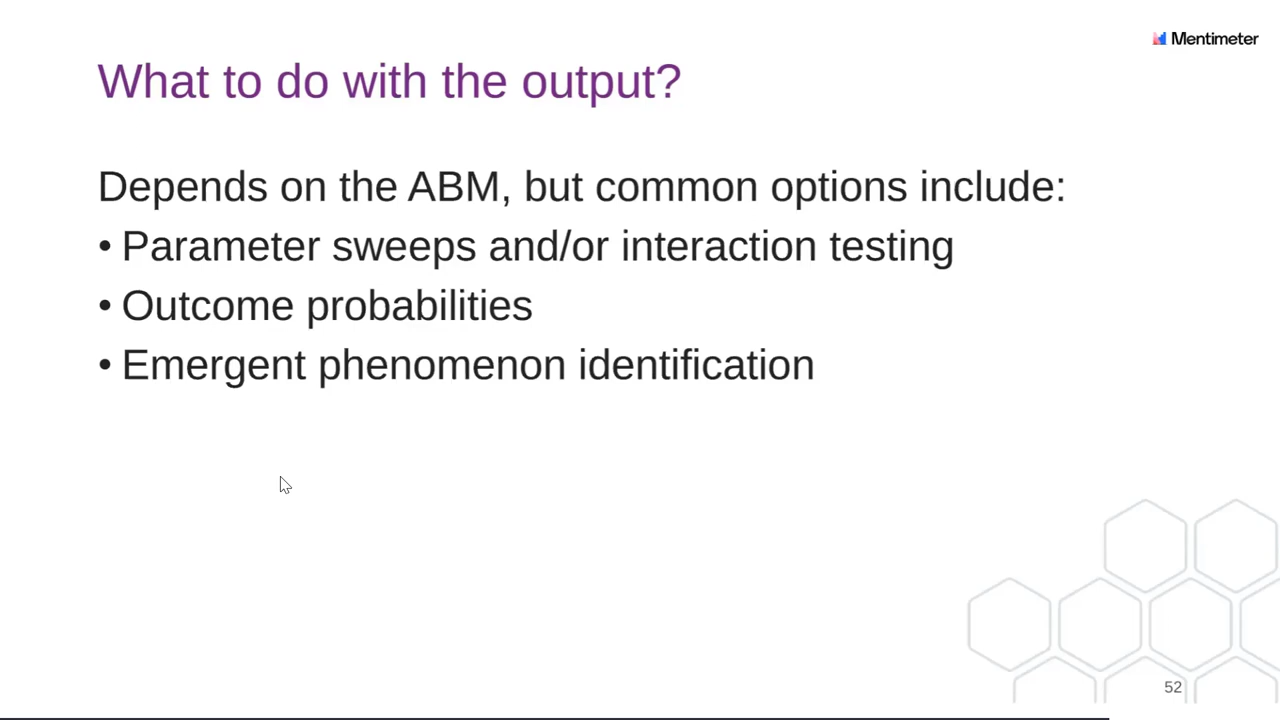 Mentimeter
What to do with the output?
Depends on the ABM, but common options include:
• Parameter sweeps and/or interaction testing
• Outcome probabilities
• Emergent phenomenon identification
52